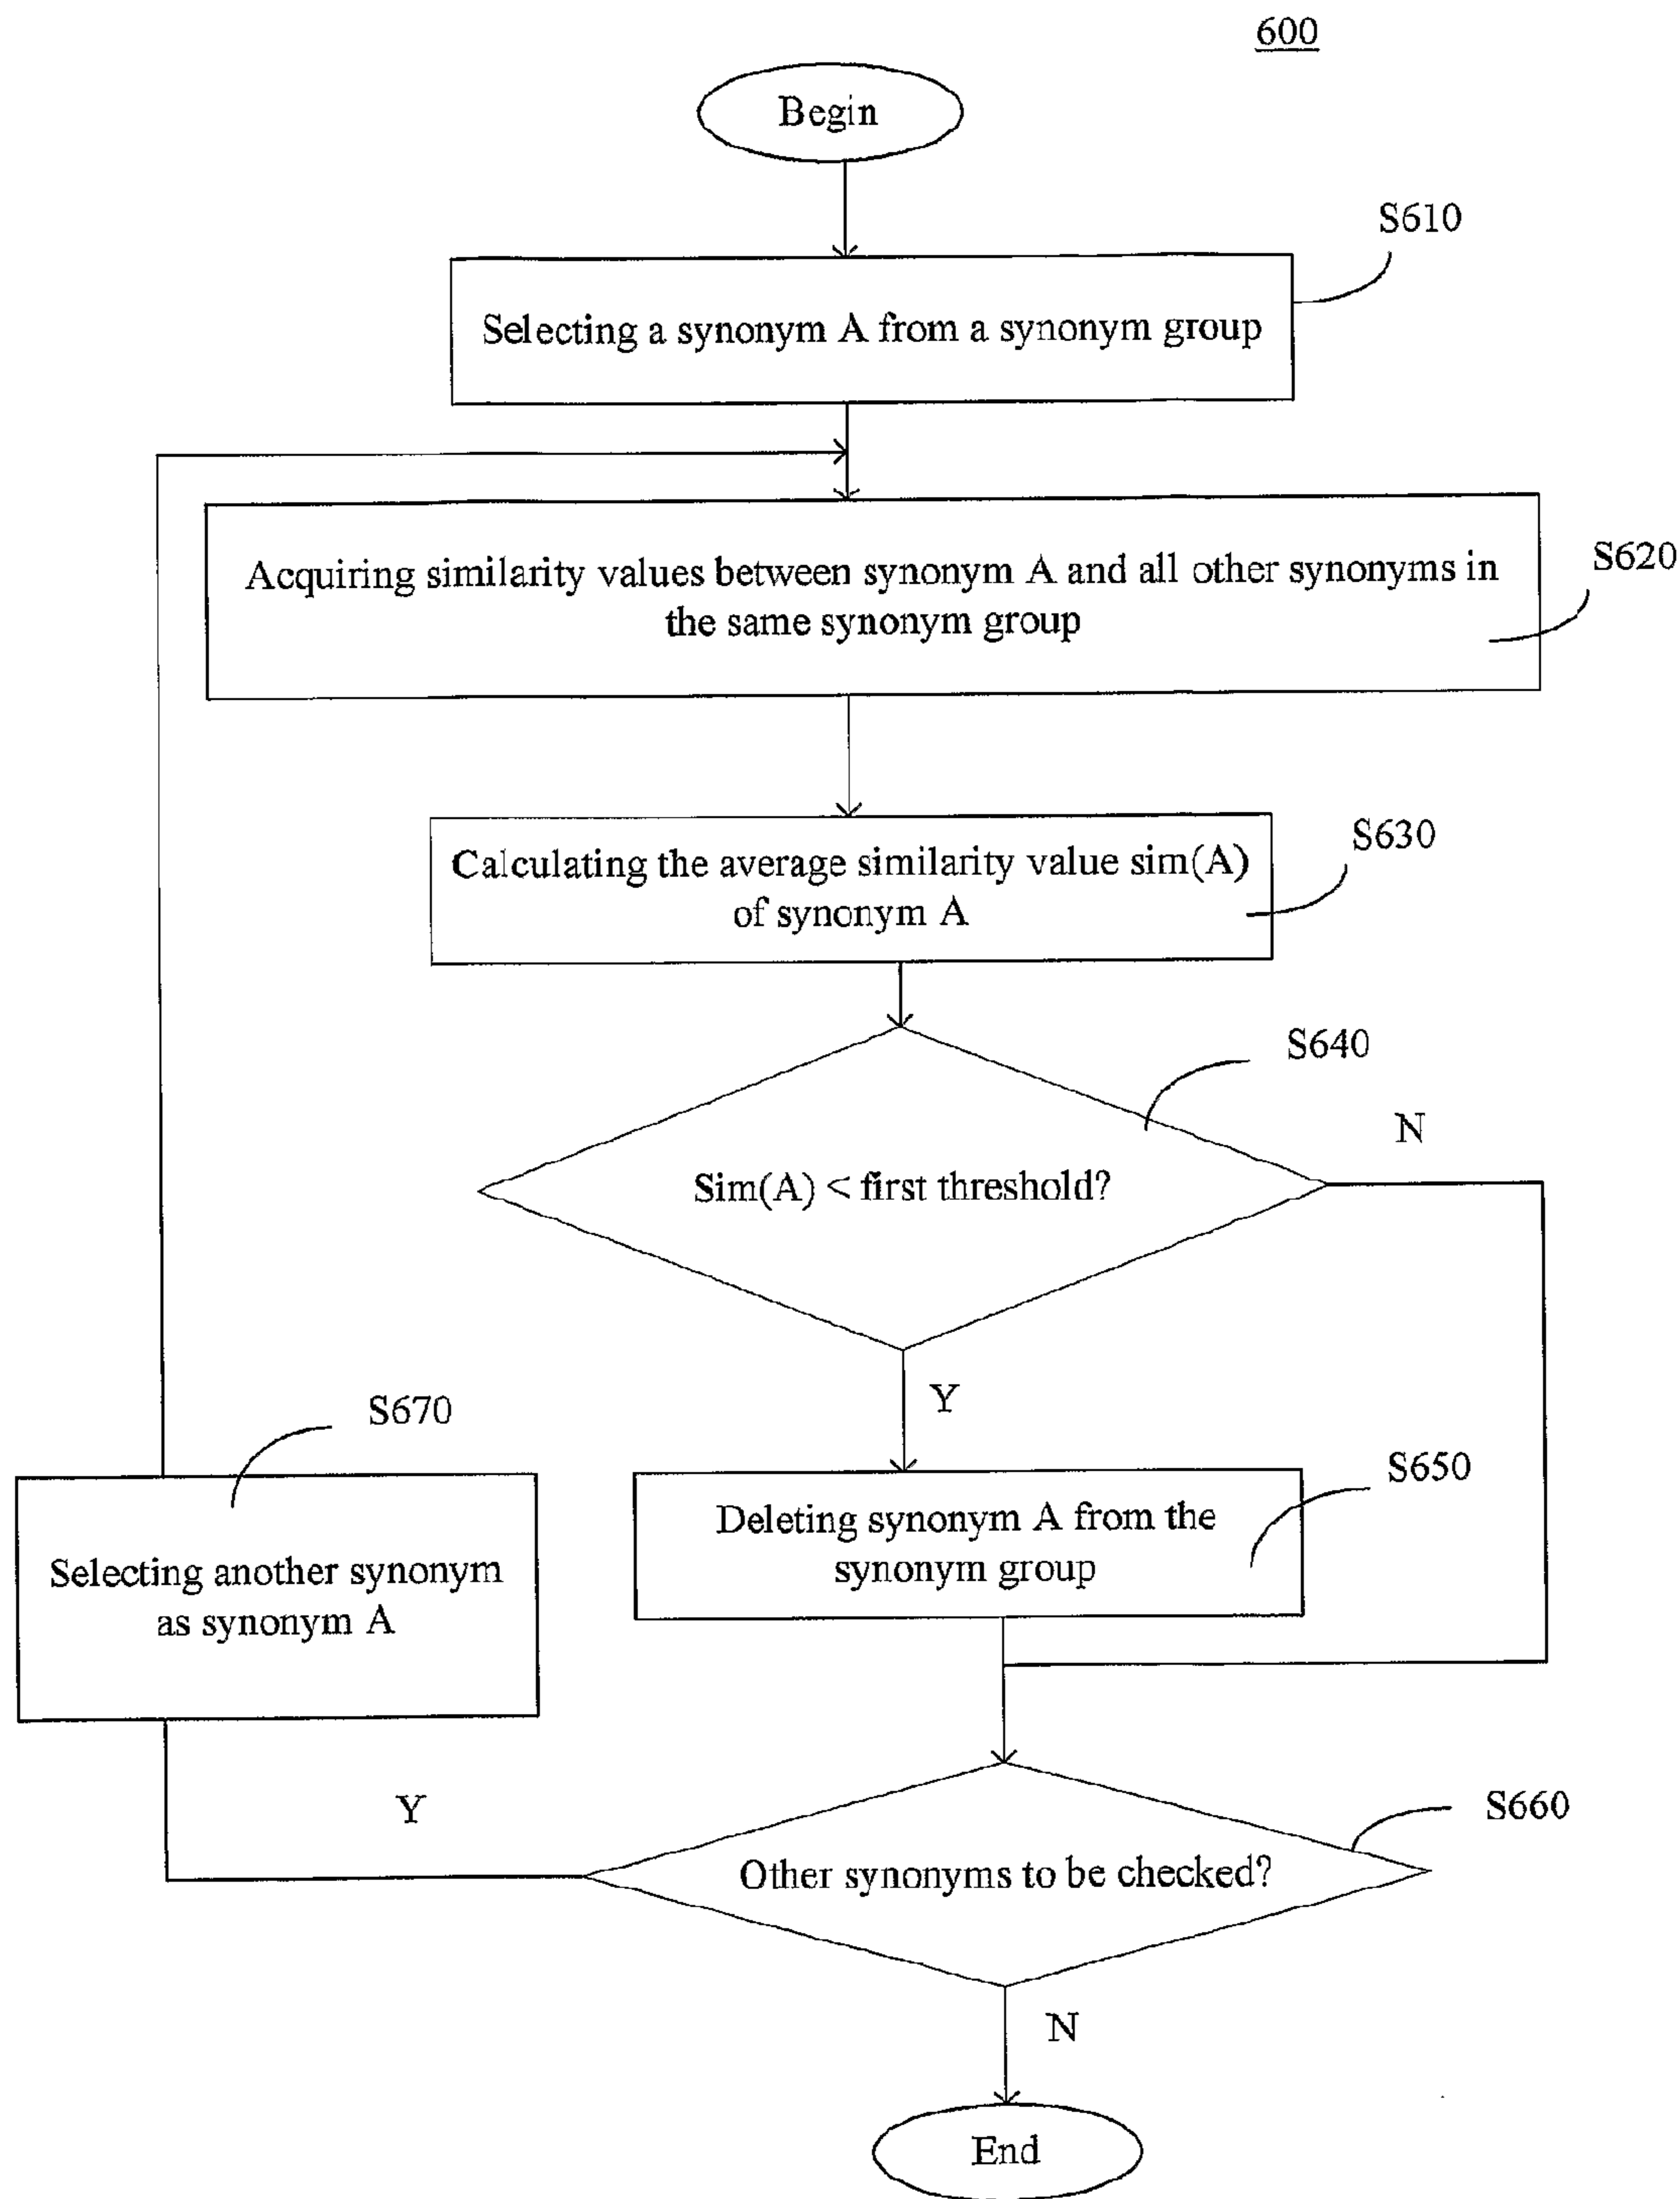 600
Begin
S610
Selecting a synonym A from a synonym group
S620
Acquiring similarity values between synonym A and all other synonyms in
the same synonym group
S630
Calculating the average similarity value sim(A)
of synonym A
S640
N
Sim(A) < first threshold?
Y
S670
S650
Deleting synonym A from the
synonym group
Selecting another synonym
as synonym A
Y
S660
Other synonyms to be checked?
N
End